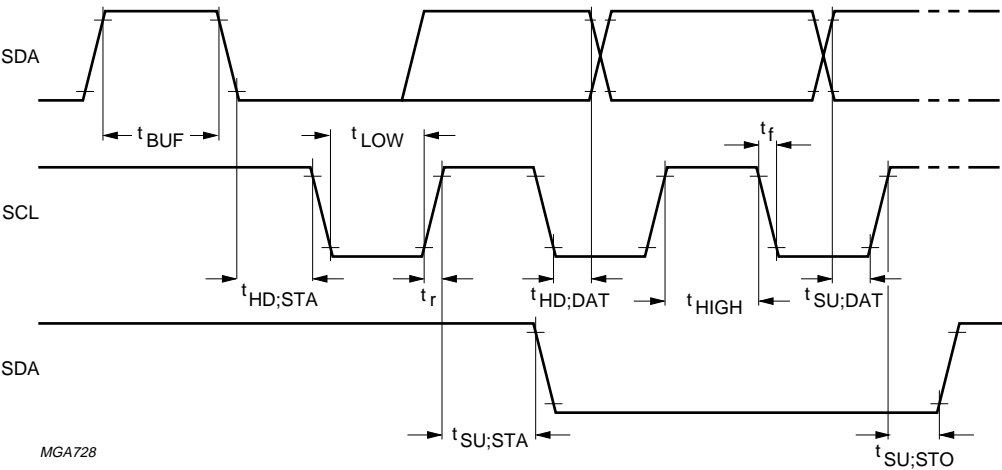 SDA
t BUF
t LOW
t f
SCL
t HD;STA
t r
t HD;DAT
t HIGH
t SU;DAT
SDA
MGA728
t SU;STA
t SU;STO